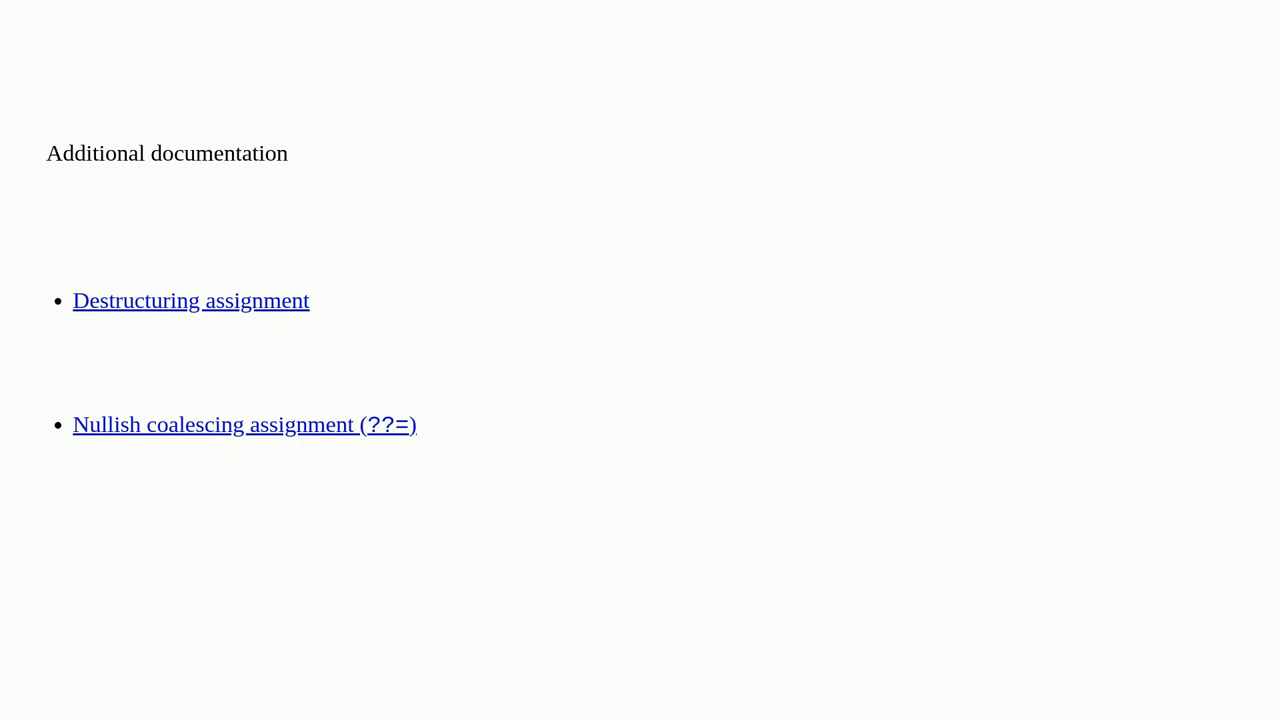 Additional documentation
• Destructuring assignment
• Nullish coalescing assignment (??=)